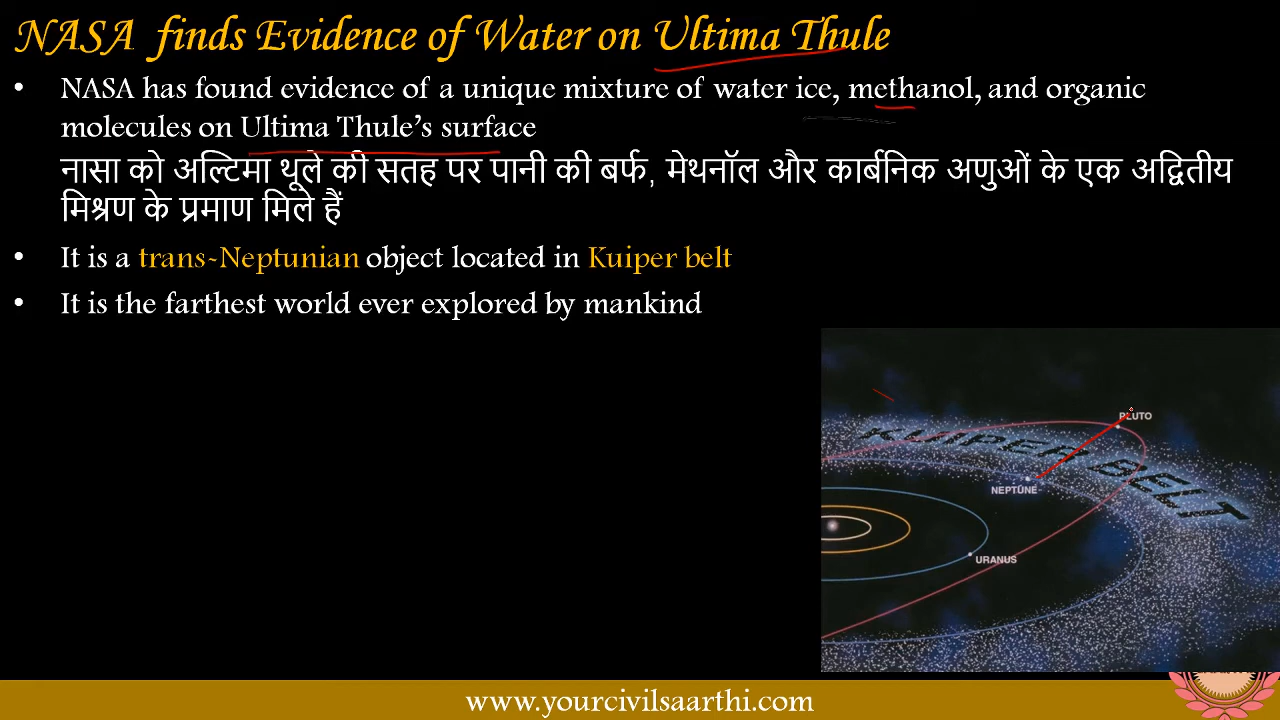 NASA finds Evidence of Water on Ultima Thule
• NASA has found evidence of a unique mixture of water ice, methanol, and organic
molecules on Ultima Thule's surface
नासा को अल्टिमा थूले की सतह पर पानी की बर्फ, मेथनॉल और कार्बनिक अणुओं के एक अद्वितीय
मिश्रण के प्रमाण मिले हैं
• It is a trans-Neptunian object located in Kuiper belt
• It is the farthest world ever explored by mankind
PLUTO
KUIPER BELT
NEPTUNE
URANUS
www.yourcivilsaarthi.com